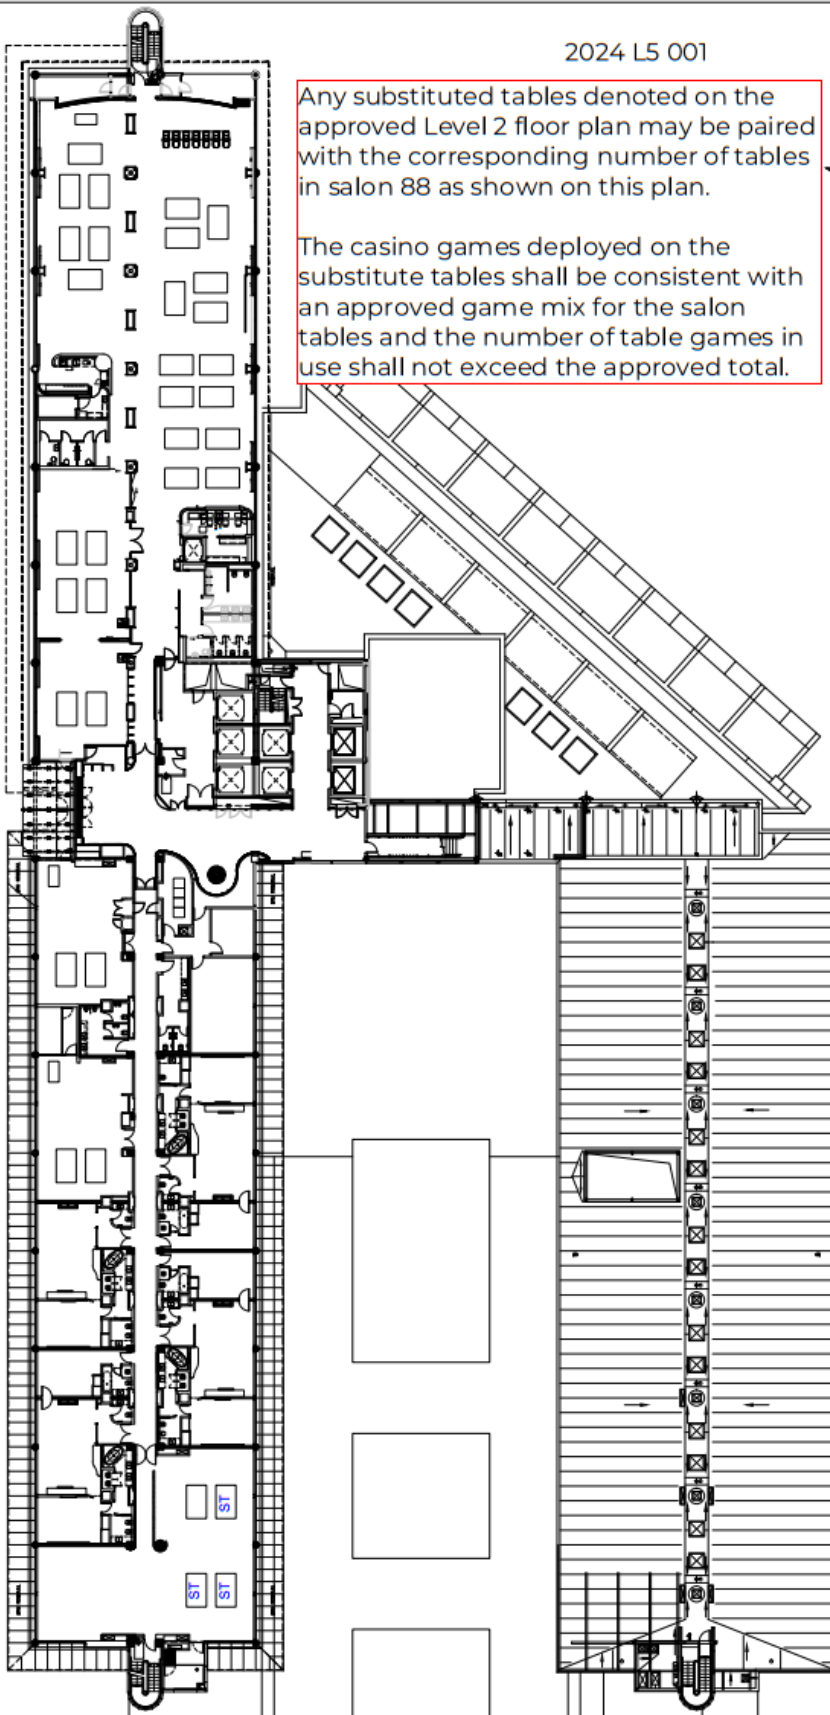 2024 L5 001
Any substituted tables denoted on the
approved Level 2 floor plan may be paired
with the corresponding number of tables
in salon 88 as shown on this plan.
The casino games deployed on the
substitute tables shall be consistent with
an approved game mix for the salon
tables and the number of table games in
use shall not exceed the approved total.
ST
ST
ST